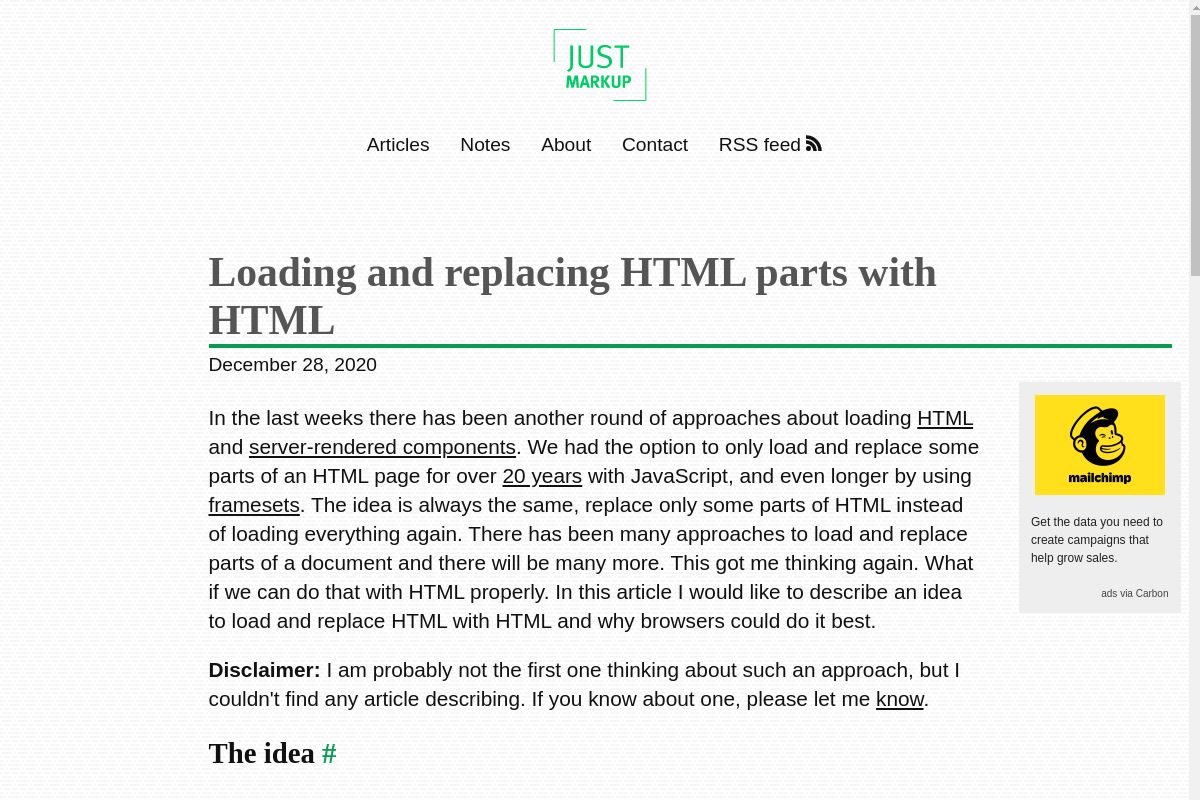 JUST
MARKUP
Articles Notes About Contact RSS feed
Loading and replacing HTML parts with
HTML
December 28, 2020
In the last weeks there has been another round of approaches about loading HTML
and server-rendered components. We had the option to only load and replace some
parts of an HTML page for over 20 years with JavaScript, and even longer by using
framesets. The idea is always the same, replace only some parts of HTML instead
of loading everything again. There has been many approaches to load and replace
parts of a document and there will be many more. This got me thinking again. What
if we can do that with HTML properly. In this article I would like to describe an idea
to load and replace HTML with HTML and why browsers could do it best.
mailchimp
Get the data you need to
create campaigns that
help grow sales.
ads via Carbon
Disclaimer: I am probably not the first one thinking about such an approach, but I
couldn't find any article describing. If you know about one, please let me know.
The idea #